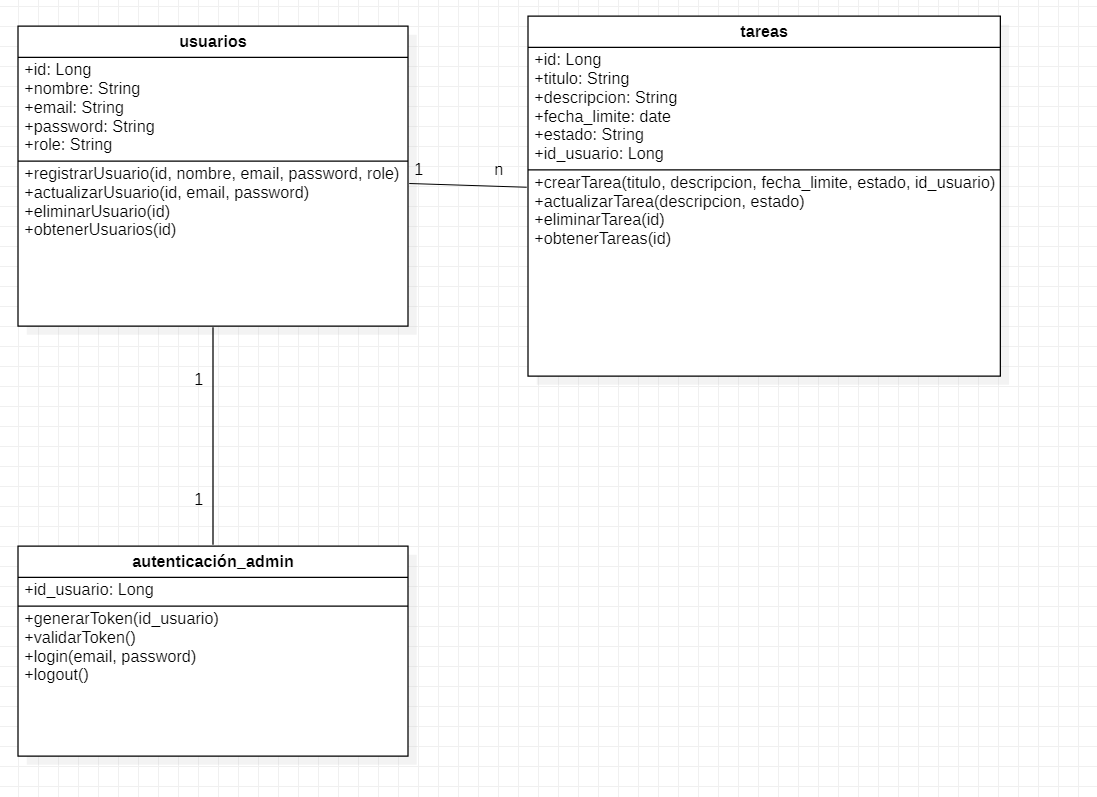 usuarios
+id: Long
+nombre: String
+email: String
+password: String
+role: String
+registrarUsuario(id, nombre, email, password, role)
+actualizarUsuario(id, email, password)
+eliminarUsuario(id)
+obtenerUsuarios(id)
1
n
tareas
+id: Long
+titulo: String
+descripcion: String
+fecha_limite: date
+estado: String
+id_usuario: Long
+crearTarea(titulo, descripcion, fecha_limite, estado, id_usuario)
+actualizarTarea(descripcion, estado)
+eliminarTarea(id)
+obtenerTareas(id)
1
1
autenticación_admin
+id_usuario: Long
+generarToken(id_usuario)
+validarToken()
+login(email, password)
+logout()